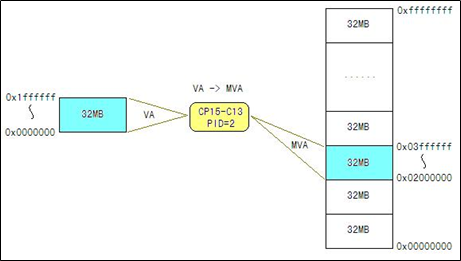 0xffffffff
32MB
VA -> MVA
0x1ffffff
32MB
VA
CP15-C13
PID=2
32MB
0x03ffffff
0x0000000
MVA
32MB
0x02000000
32MB
32MB
0x00000000